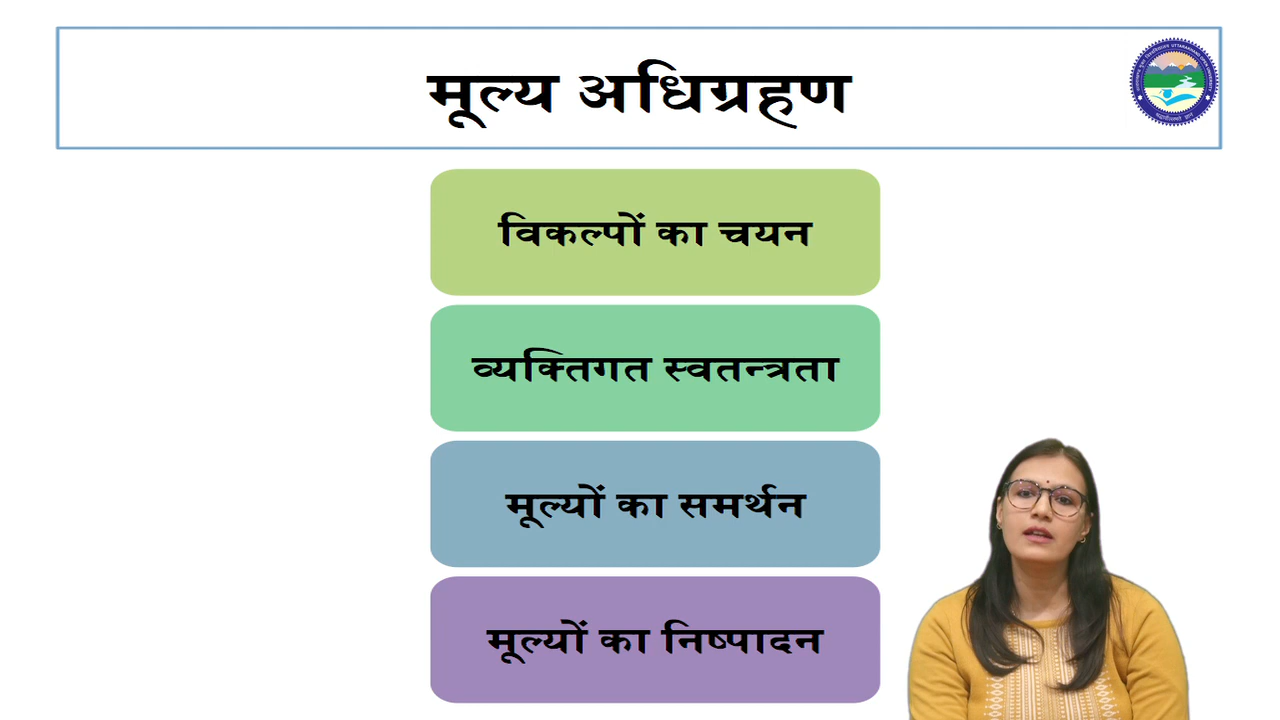 मूल्य अधिग्रहण
विकल्पों का चयन
व्यक्तिगत स्वतन्त्रता
मूल्यों का समर्थन
मूल्यों का निष्पादन